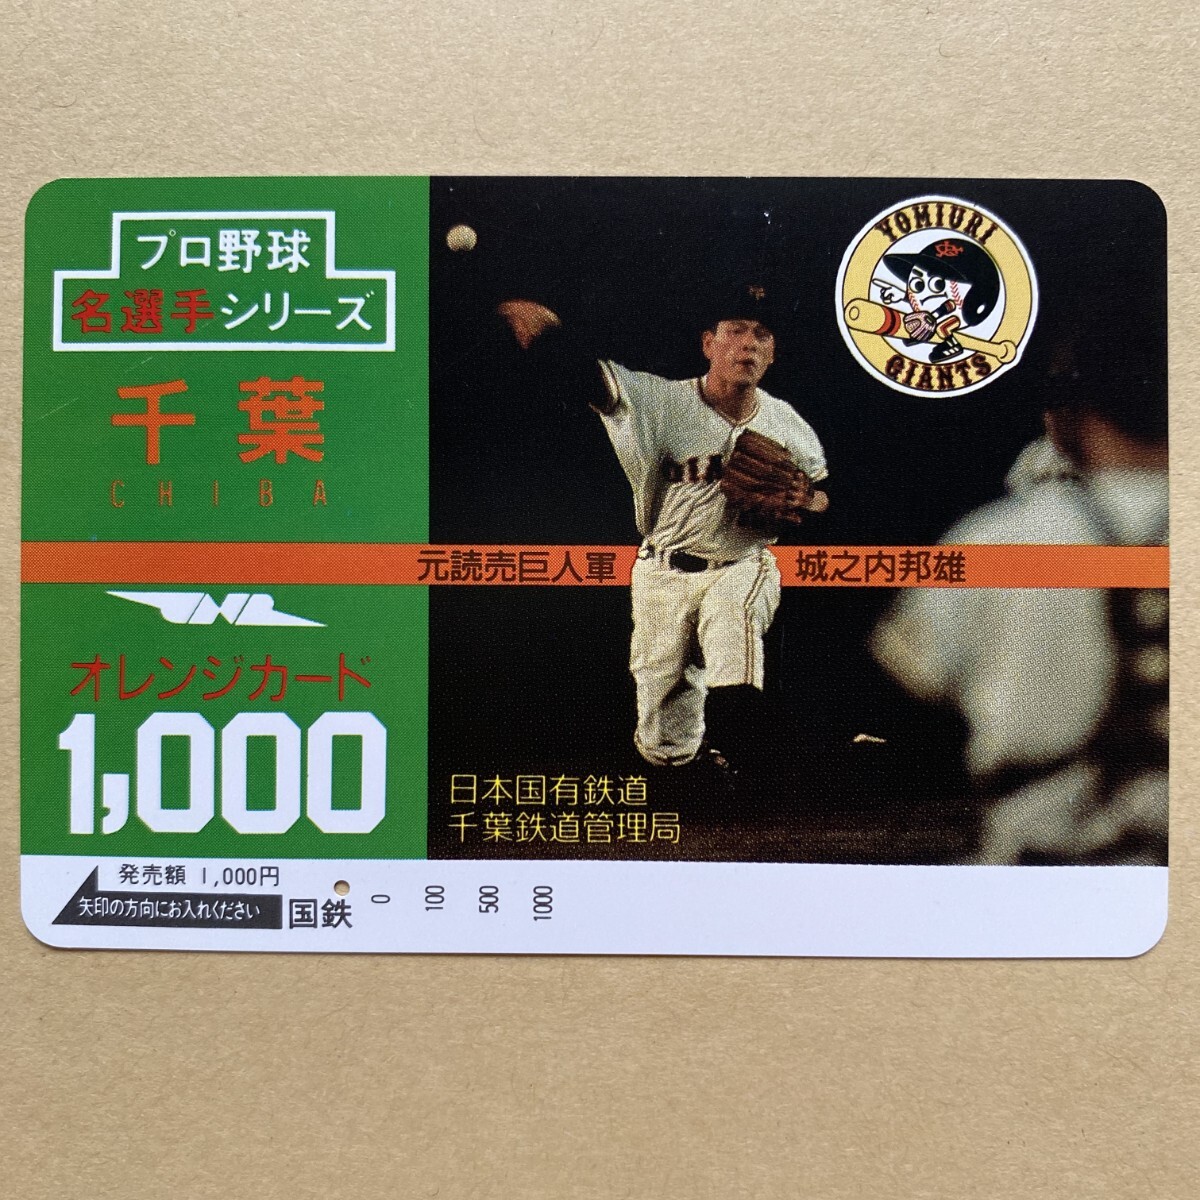 プロ野球
名選手シリーズ
千葉
CHIBA
YOMIURI
GIANTS
元読売巨人軍 城之内邦雄
JNR
オレンジカード
1,000
日本国有鉄道
千葉鉄道管理局
発売額 1,000円
矢印の方向にお入れください 国鉄 0 100 500 1000